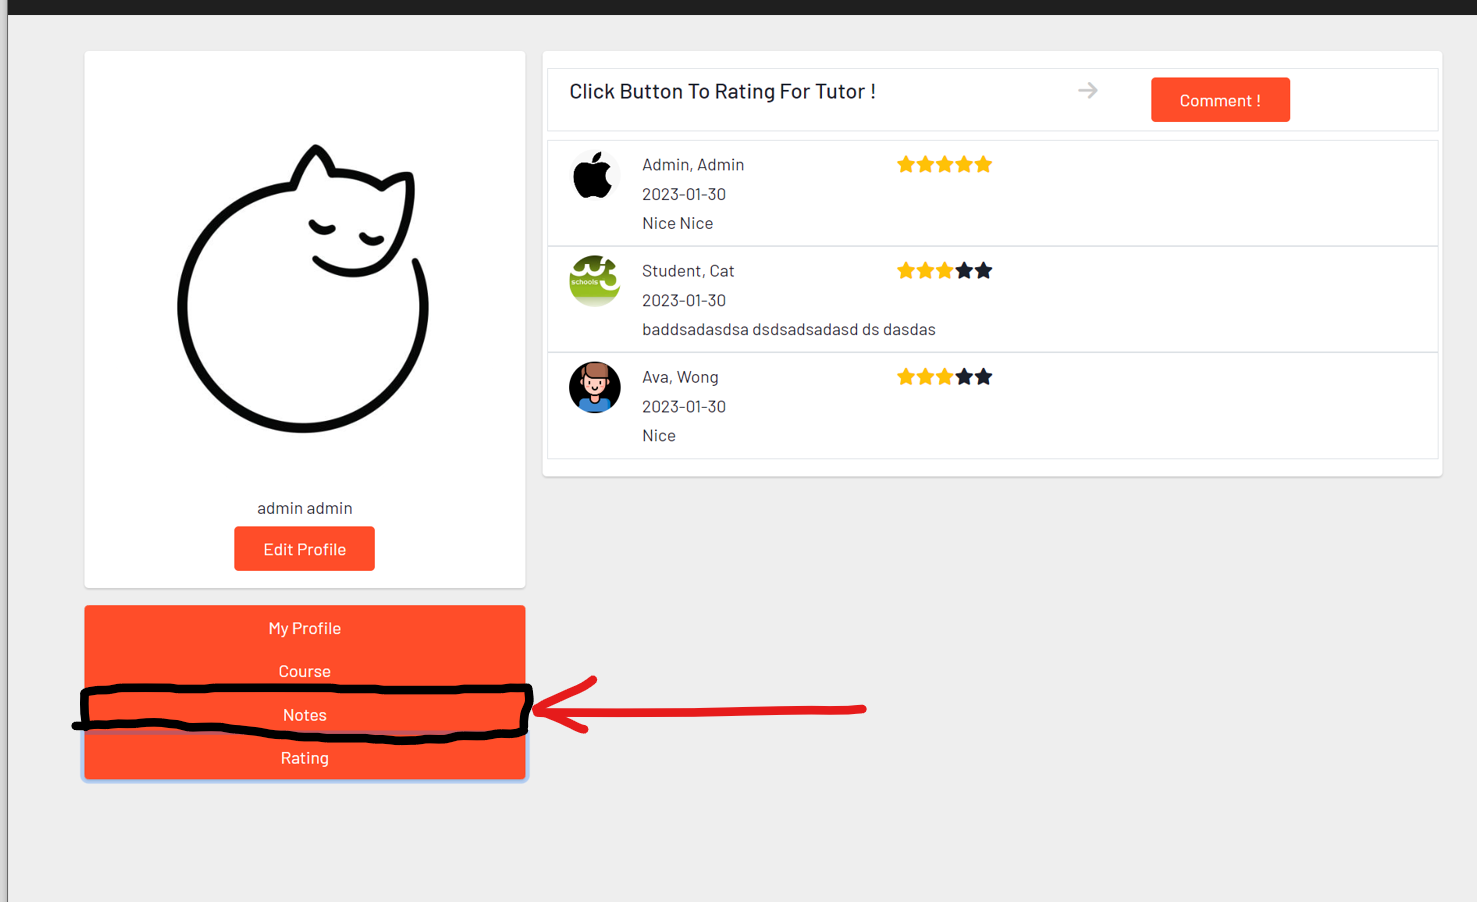 Click Button To Rating For Tutor !
Comment !
Admin, Admin
2023-01-30
Nice Nice
Student, Cat
2023-01-30
baddsadasdsa dsdsadsadasd ds dasdas
Ava, Wong
2023-01-30
Nice
w3
schools
admin admin
Edit Profile
My Profile
Course
Notes
Rating